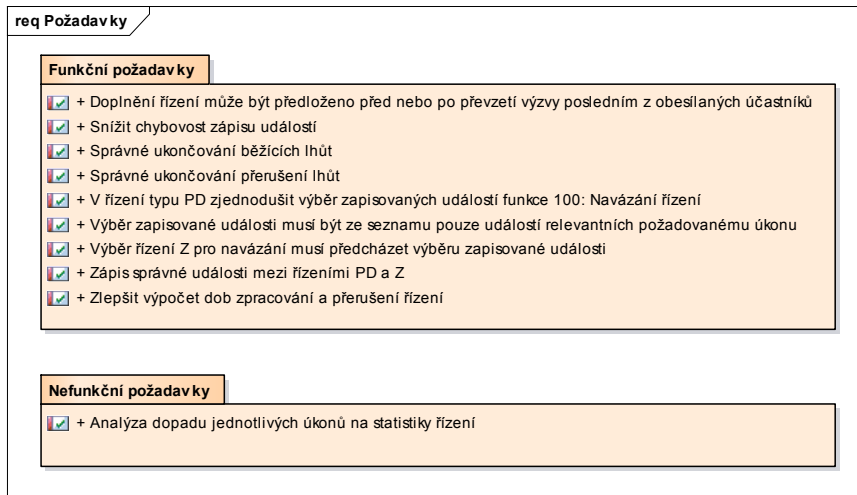 req Požadavky
Funkční požadavky
+ Doplnění řízení může být předloženo před nebo po převzetí výzvy posledním z obesílaných účastníků
+ Snížit chybovost zápisu událostí
+ Správné ukončování běžících lhůt
+ Správné ukončování přerušení lhůt
+ V řízení typu PD zjednodušit výběr zapisovaných událostí funkce 100: Navázání řízení
+ Výběr zapisované události musí být ze seznamu pouze událostí relevantních požadovanému úkonu
+ Výběr řízení Z pro navázání musí předcházet výběru zapisované události
+ Zápis správné události mezi řízeními PD a Z
+ Zlepšit výpočet dob zpracování a přerušení řízení
Nefunkční požadavky
+ Analýza dopadu jednotlivých úkonů na statistiky řízení